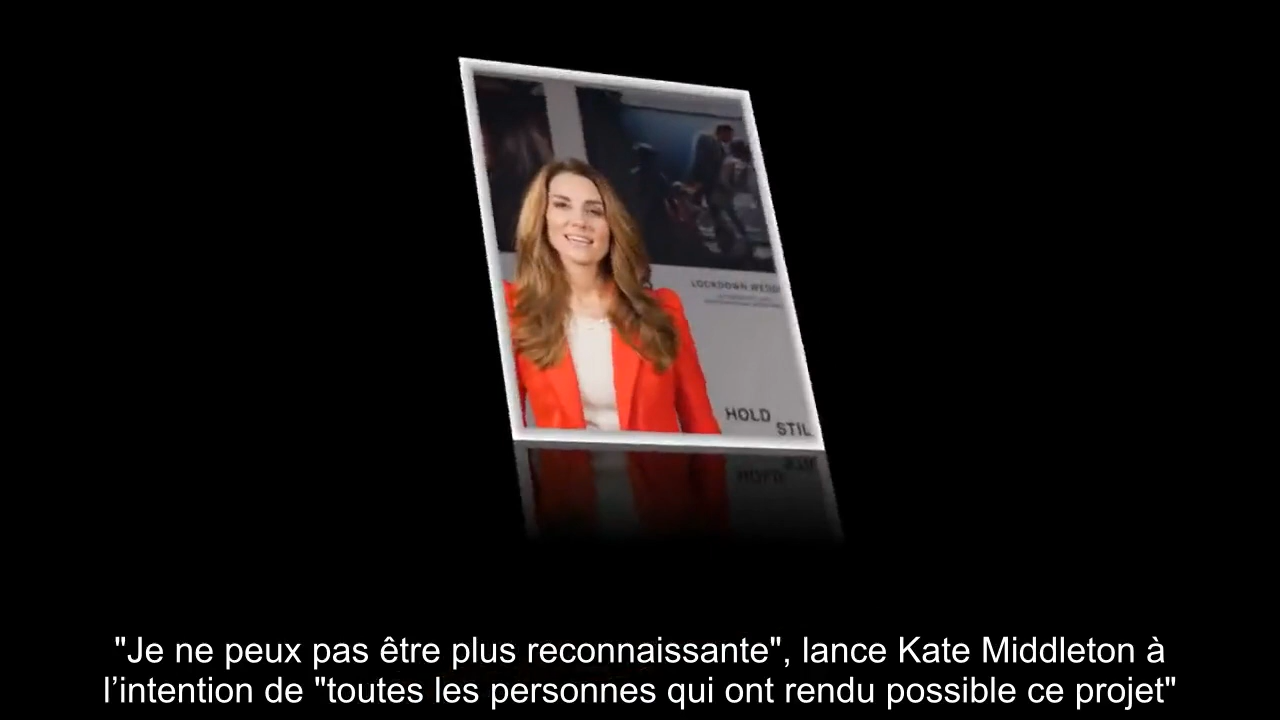 LOCKDOWN WEDDI
HOLD
STIL
"Je ne peux pas être plus reconnaissante", lance Kate Middleton à
l’intention de "toutes les personnes qui ont rendu possible ce projet"